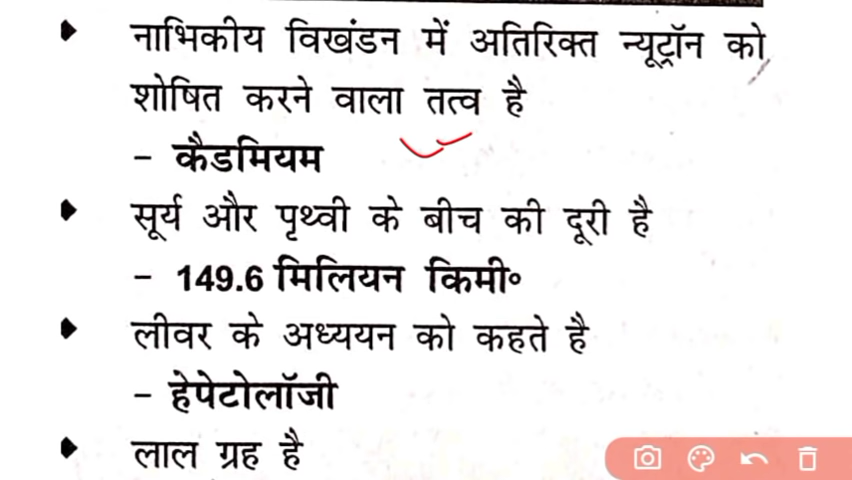 नाभिकीय विखंडन में अतिरिक्त न्यूट्रॉन को
शोषित करने वाला तत्व है
– कैडमियम
सूर्य और पृथ्वी के बीच की दूरी है
– 149.6 मिलियन किमी॰
लीवर के अध्ययन को कहते है
– हेपेटोलॉजी
लाल ग्रह है